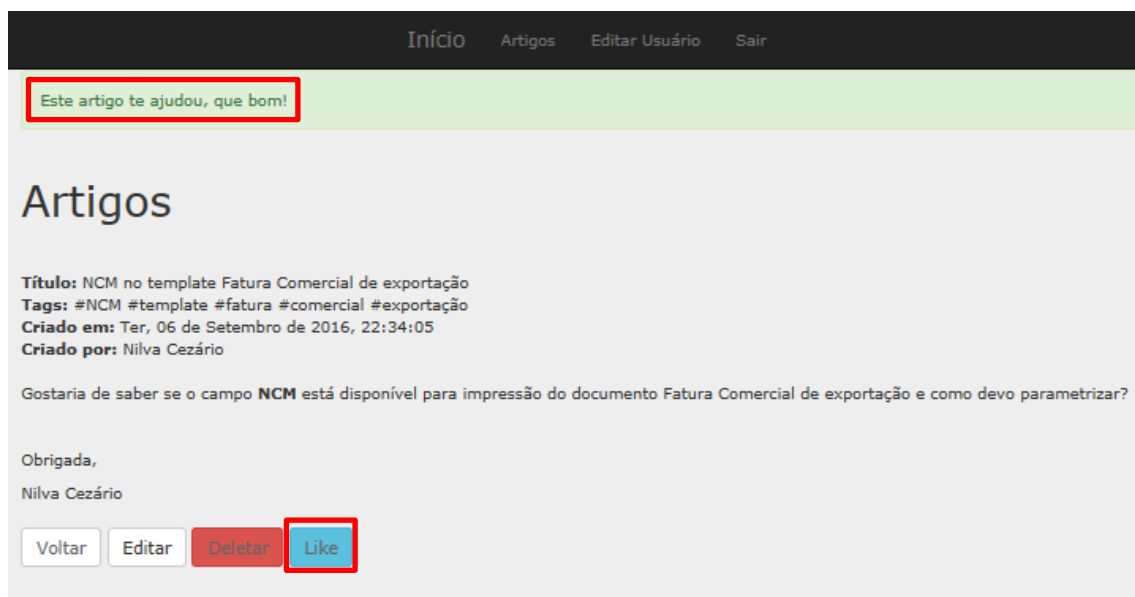 Início Artigos Editar Usuário Sair
Este artigo te ajudou, que bom!
Artigos
Título: NCM no template Fatura Comercial de exportação
Tags: #NCM #template #fatura #comercial #exportação
Criado em: Ter, 06 de Setembro de 2016, 22:34:05
Criado por: Nilva Cezário
Gostaria de saber se o campo NCM está disponível para impressão do documento Fatura Comercial de exportação e como devo parametrizar?
Obrigada,
Nilva Cezário
Voltar Editar Deletar Like